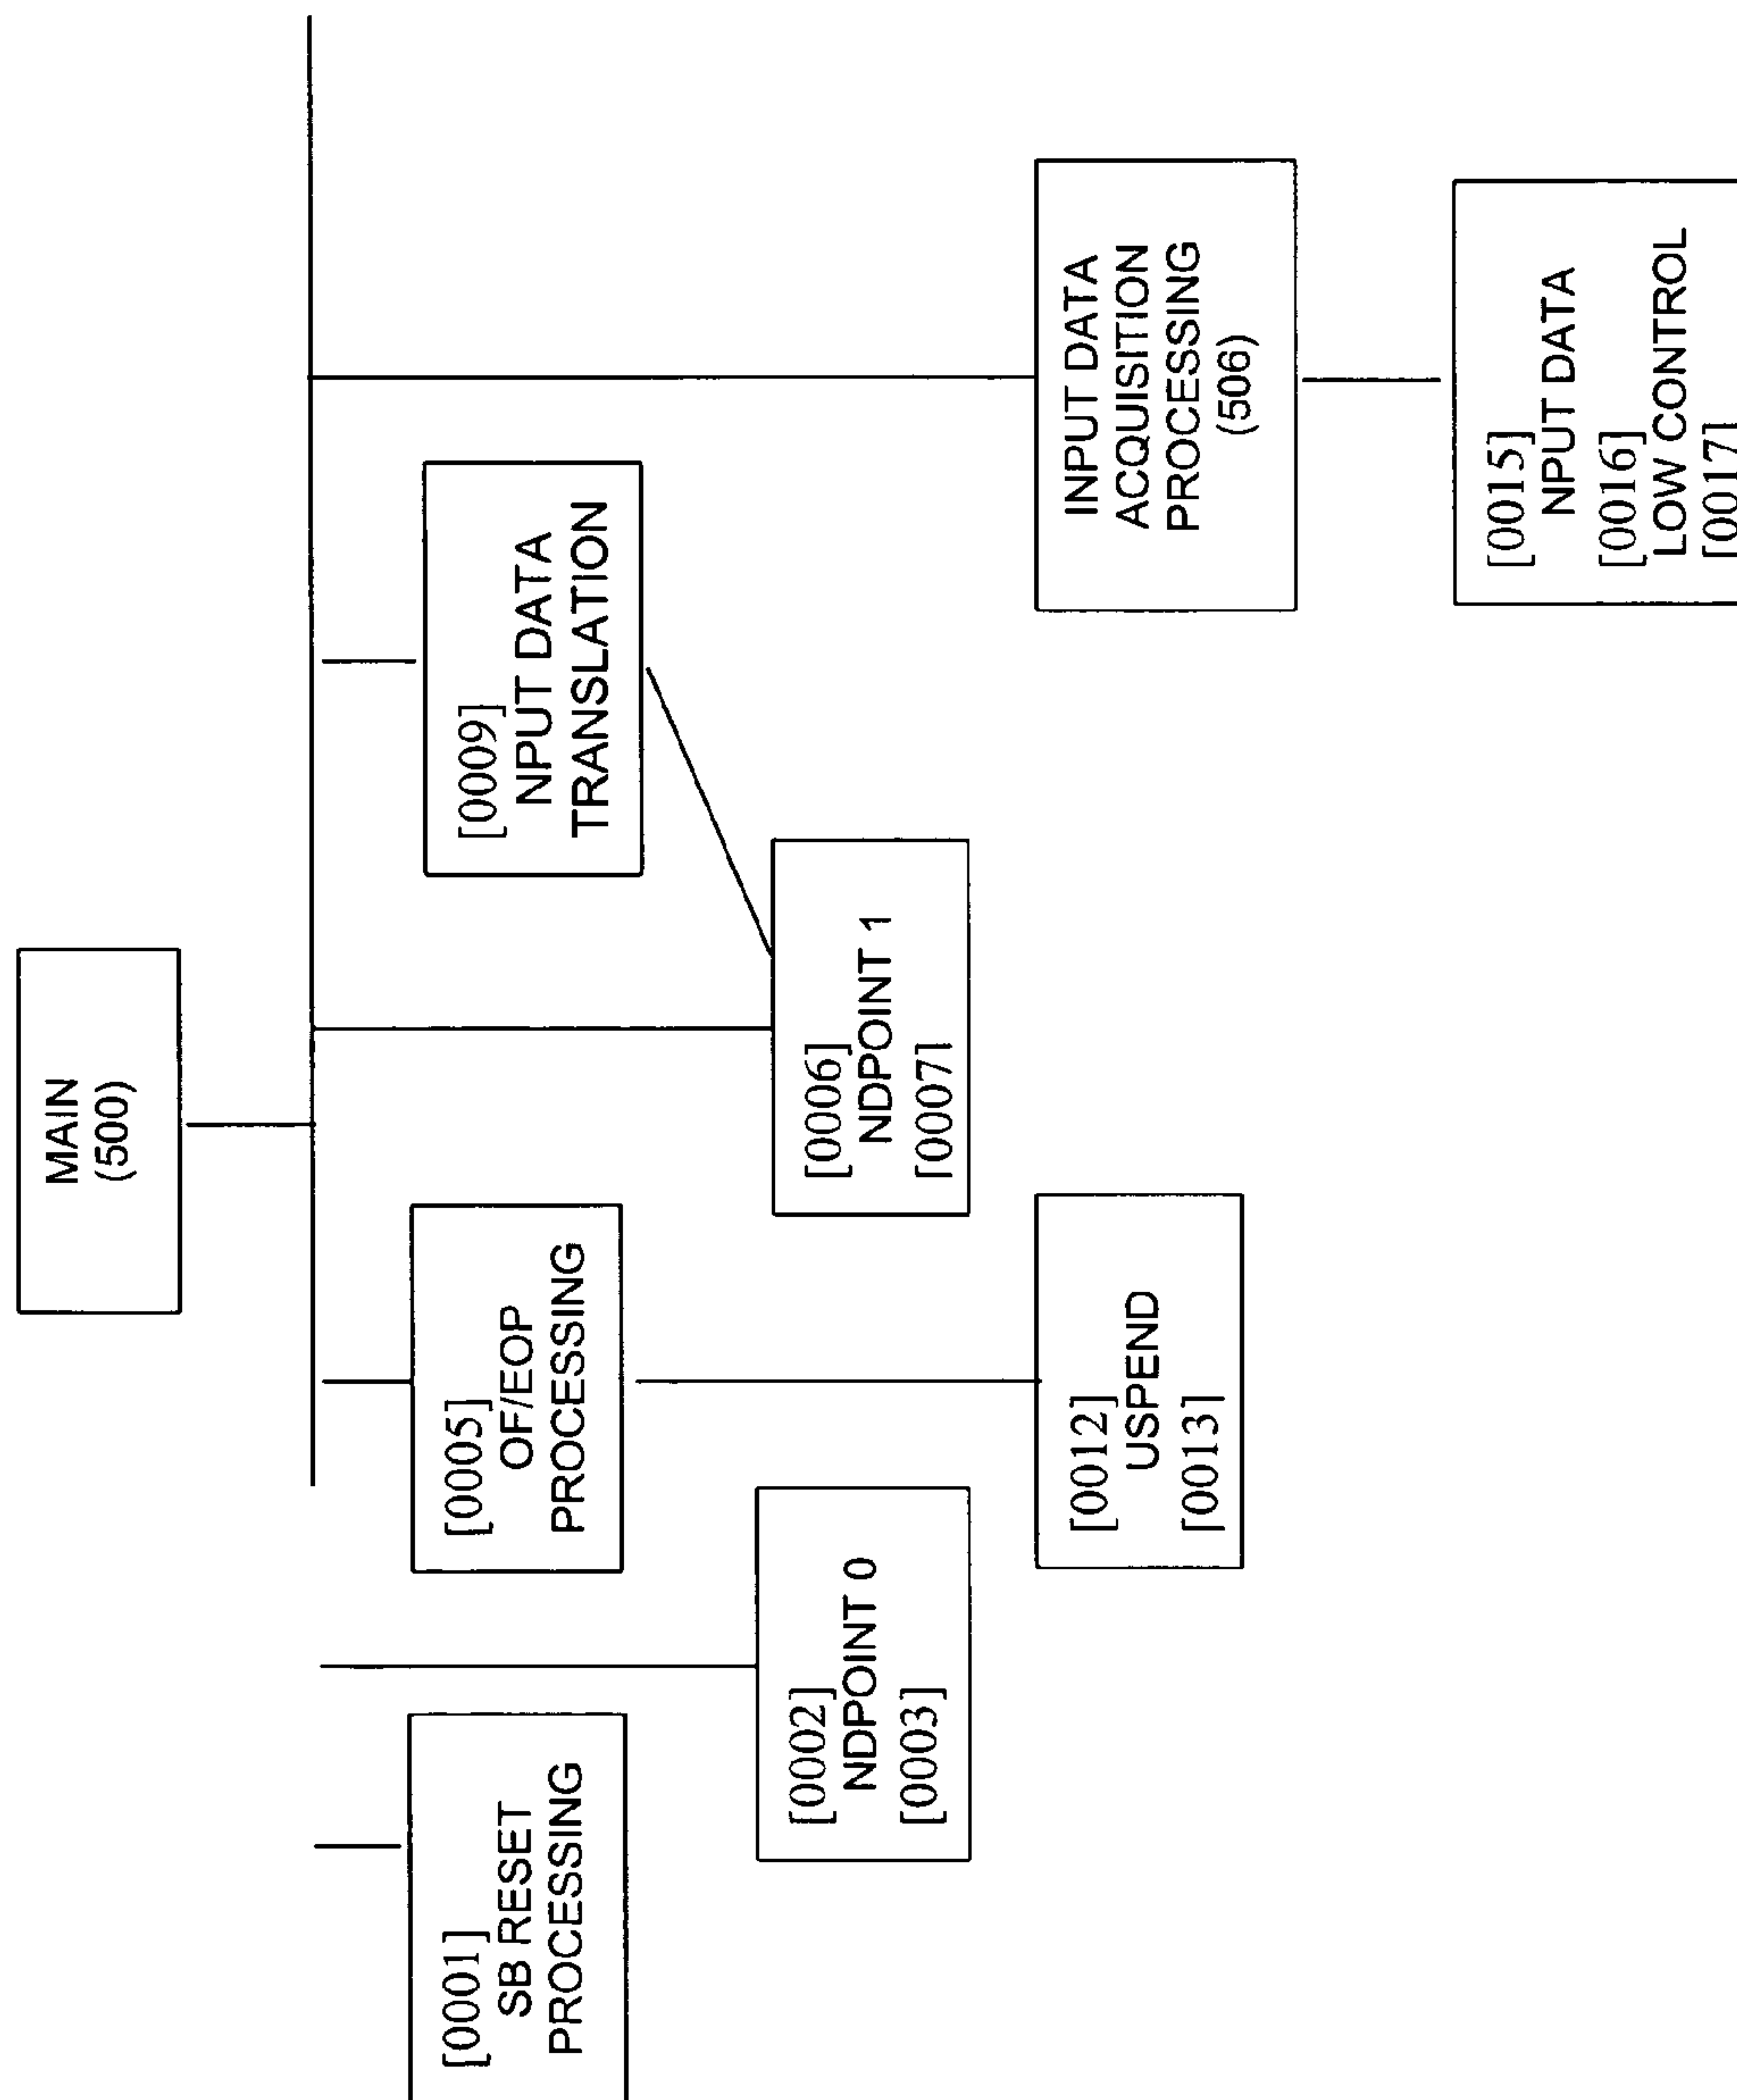 MAIN
(500)
[0001]
SB RESET
PROCESSING
[0002]
NDPOINT 0
[0003]
[0005]
OF/EOP
PROCESSING
[0012]
USPEND
[0013]
[0006]
NDPOINT 1
[0007]
[0009]
NPUT DATA
TRANSLATION
INPUT DATA
ACQUISITION
PROCESSING
(506)
[0015]
NPUT DATA
[0016]
LOW CONTROL
[0017]